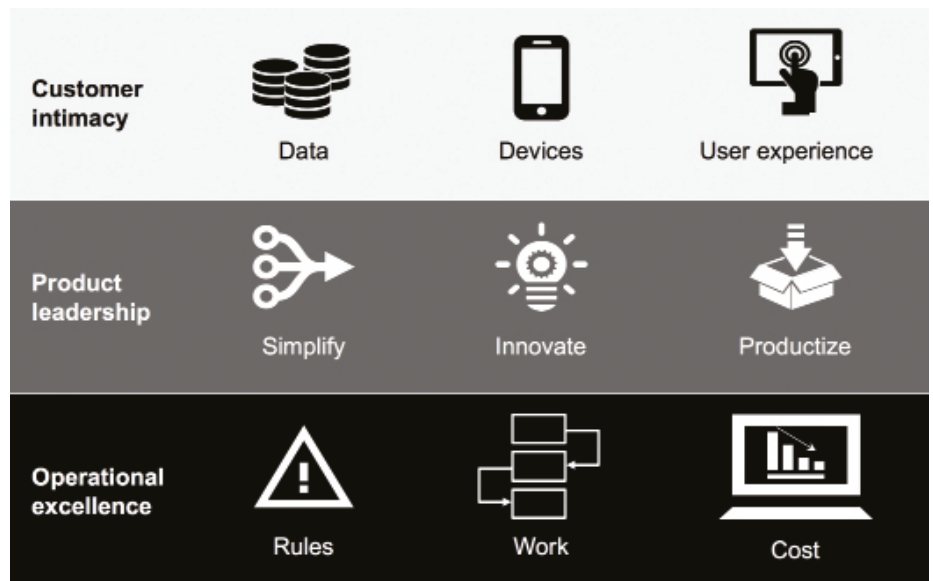 Customer
intimacy
Data
Devices
User experience
Product
leadership
Simplify
Innovate
Productize
Operational
excellence
Rules
Work
Cost